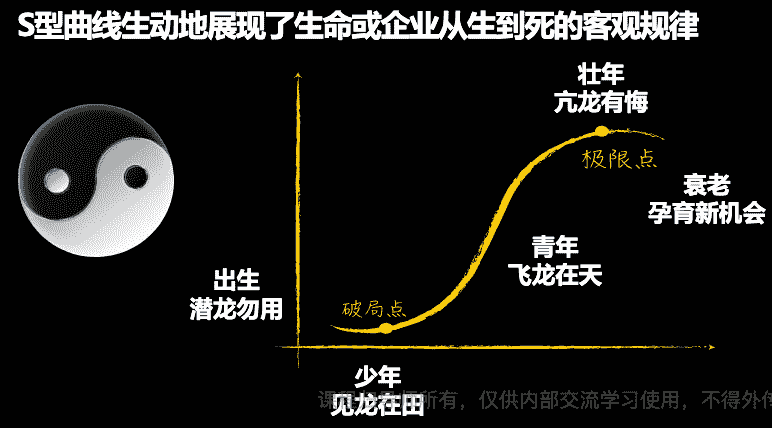 S型曲线生动地展现了生命或企业从生到死的客观规律
壮年
亢龙有悔
极限点
衰老
孕育新机会
青年
飞龙在天
出生
潜龙勿用
破局点
少年
见龙在田
所有，仅供内部交流学习使用，不得外传